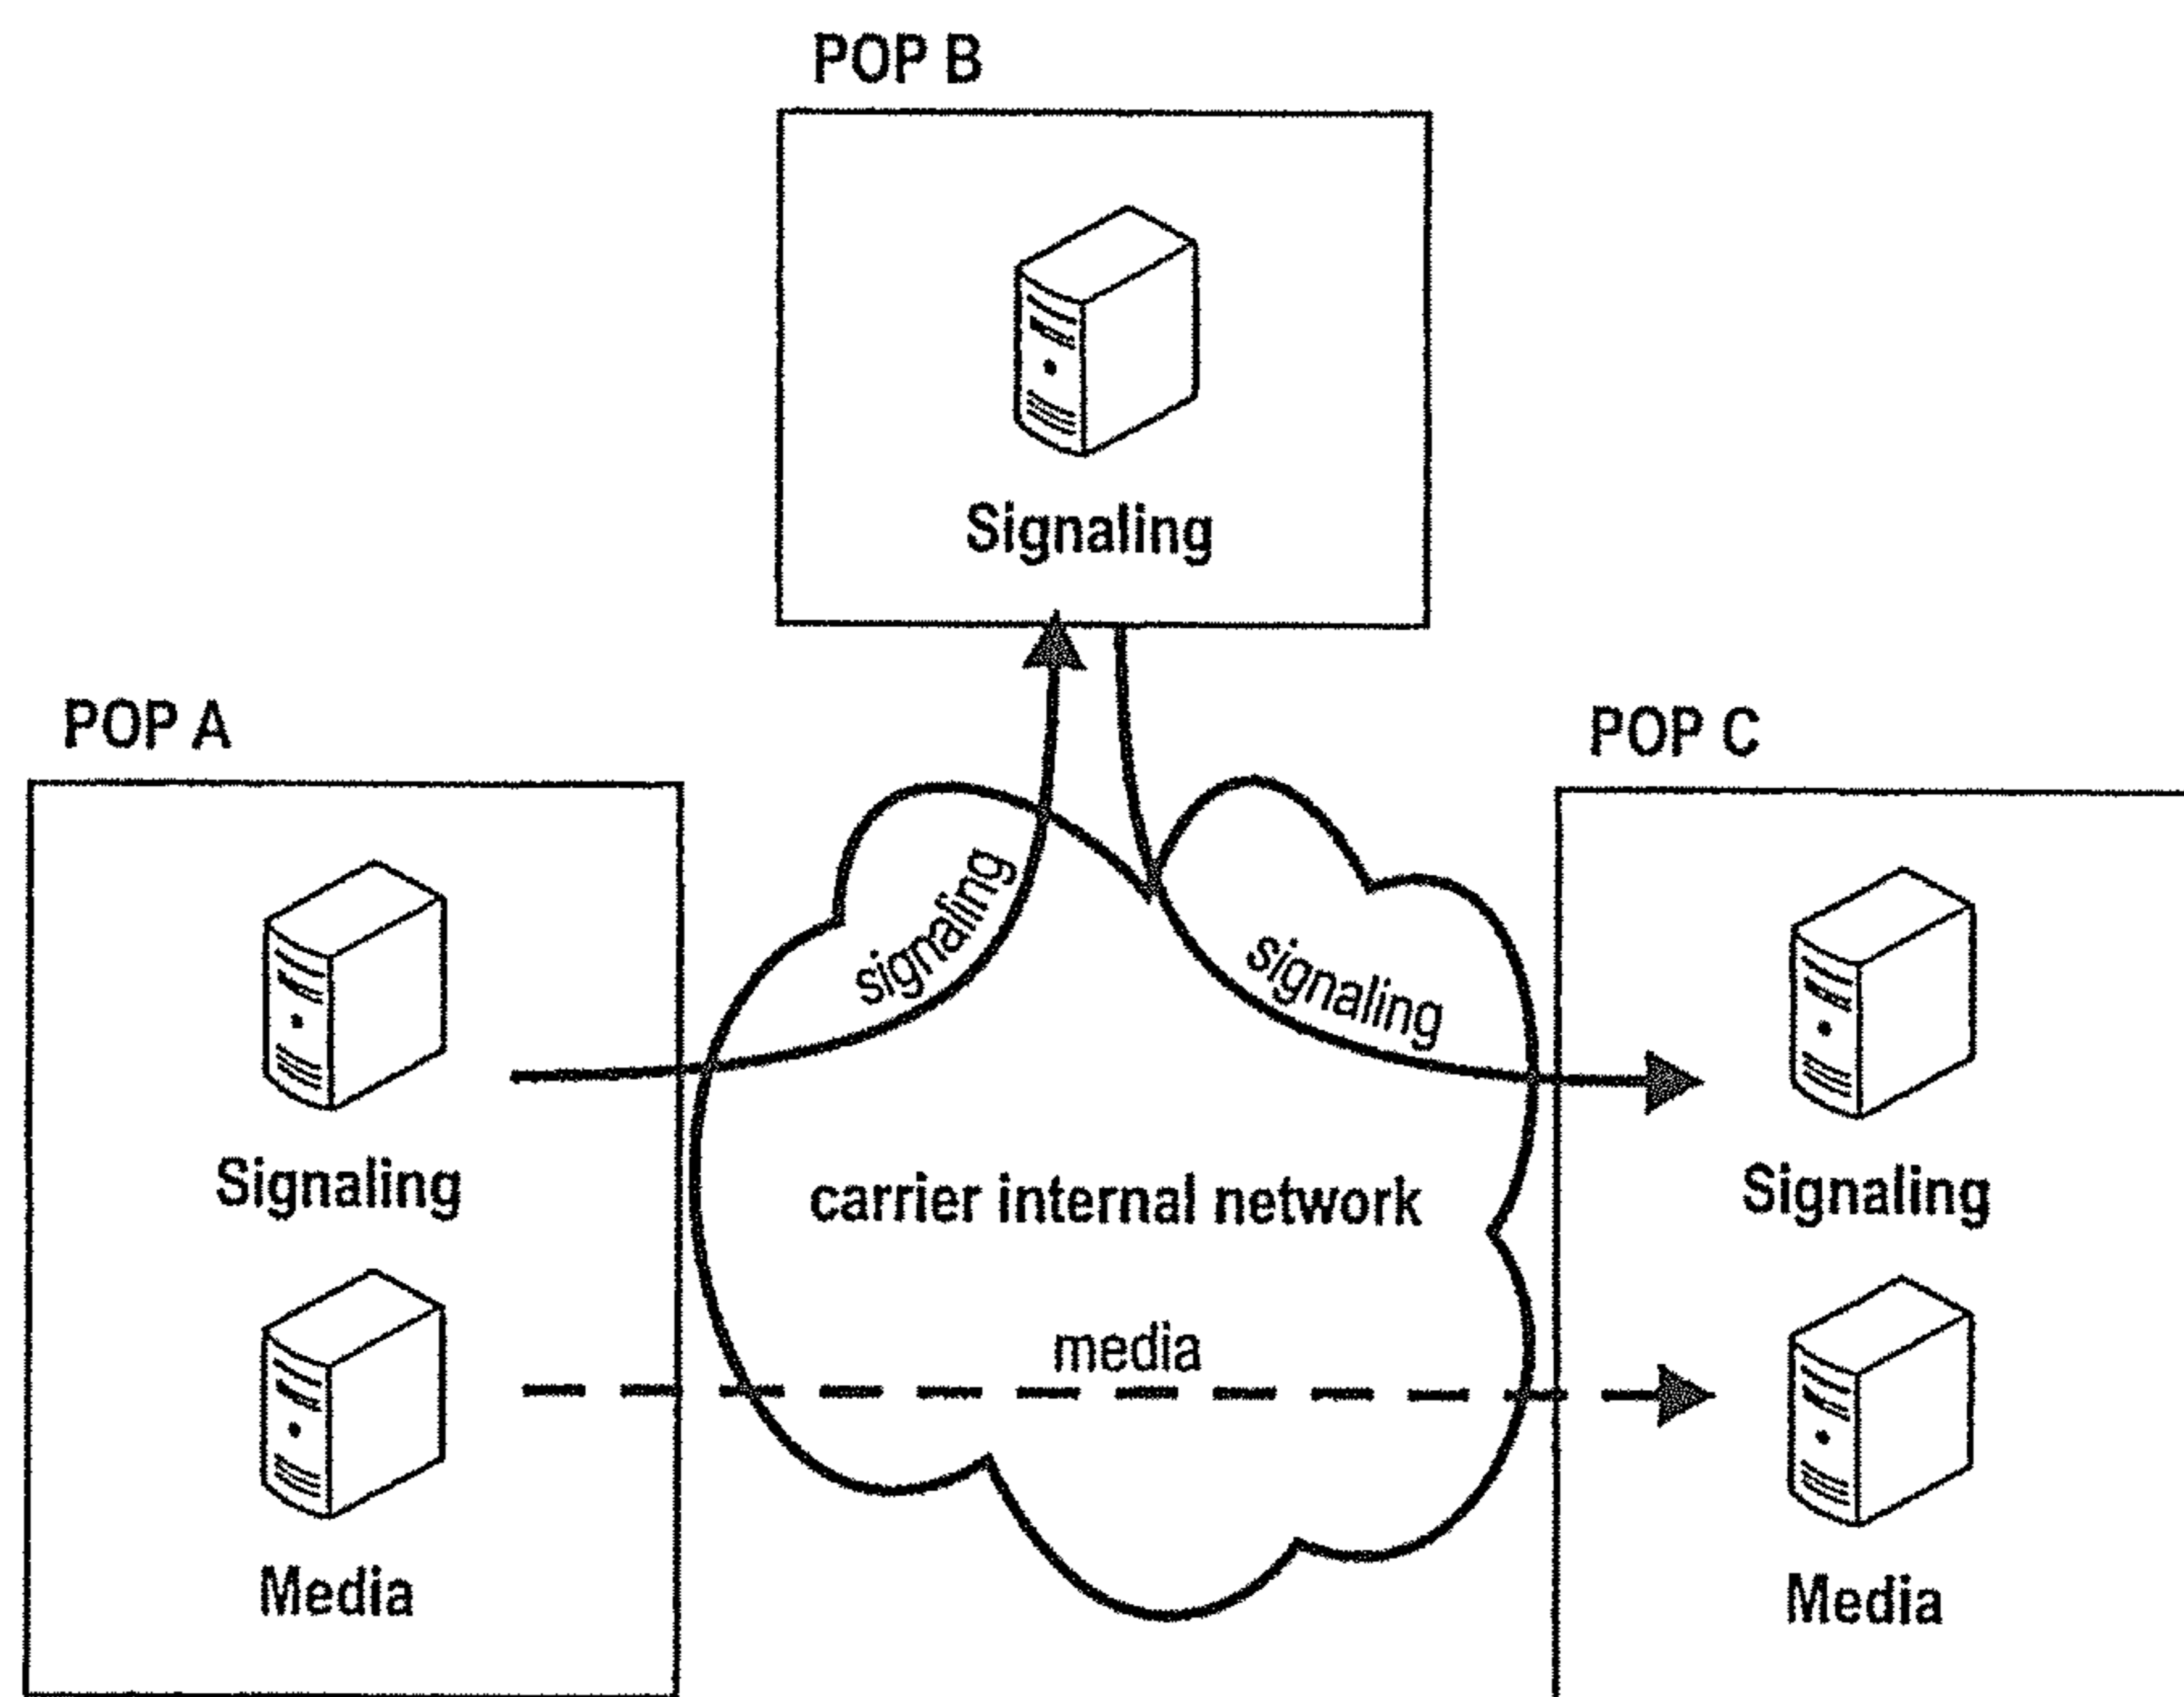 POP B
Signaling
POP A
POP C
signaling
signaling
Signaling
carrier internal network
Signaling
media
Media
Media